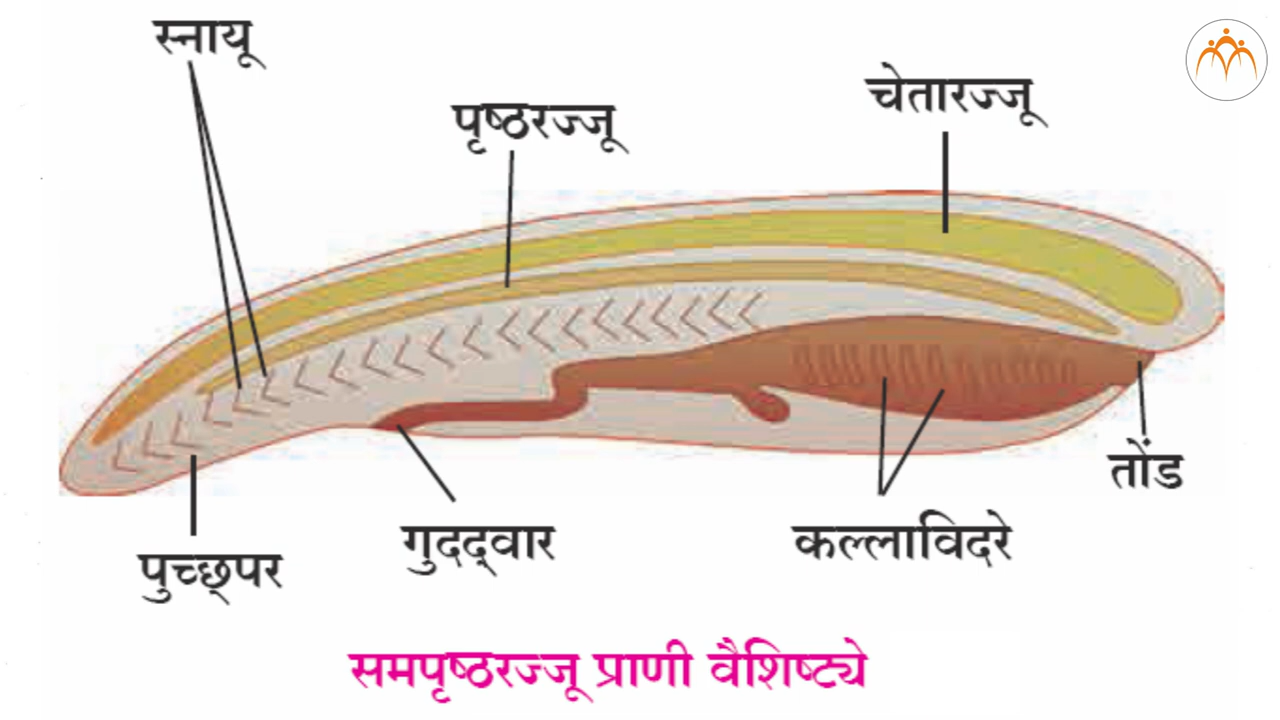 स्नायू
पृष्ठरज्जू
चेतारज्जू
तोंड
पुच्छ्पर
गुदद्‌वार
कल्लाविदरे
समपृष्ठरज्जू प्राणी वैशिष्ट्ये